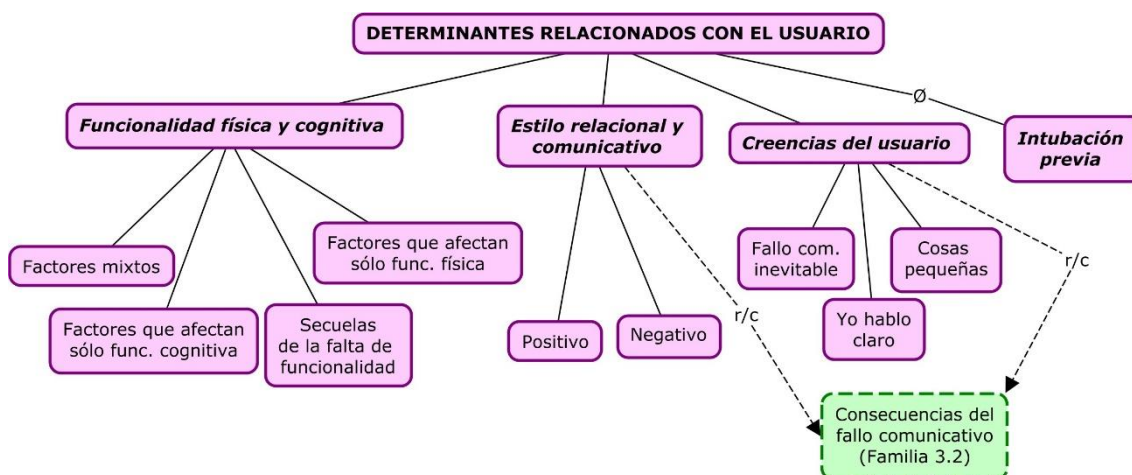 DETERMINANTES RELACIONADOS CON EL USUARIO
Ø
Funcionalidad física y cognitiva
Estilo relacional y
comunicativo
Creencias del usuario
Intubación
previa
Factores mixtos
Factores que afectan
sólo func. cognitiva
Secuelas
de la falta de
funcionalidad
Factores que afectan
sólo func. física
Positivo
Negativo
r/c
Fallo com.
inevitable
Yo hablo
claro
Cosas
pequeñas
r/c
Consecuencias del
fallo comunicativo
(Familia 3.2)